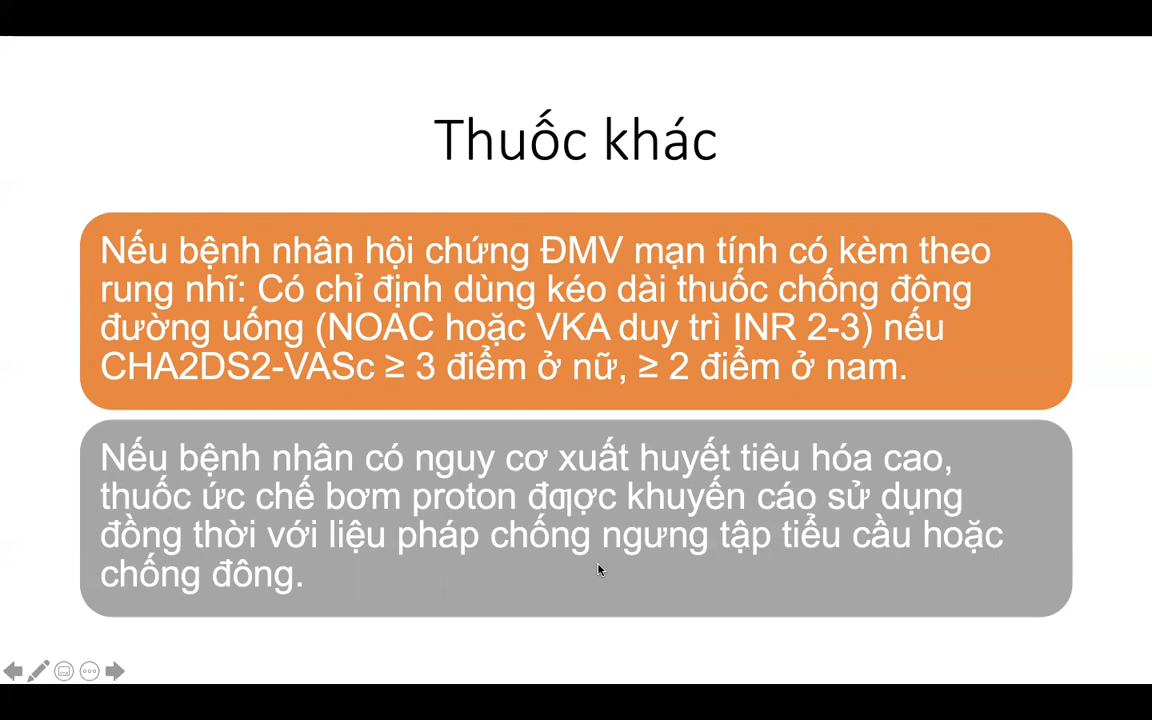 Thuốc khác
Nếu bệnh nhân hội chứng ĐMV mạn tính có kèm theo
rung nhĩ: Có chỉ định dùng kéo dài thuốc chống đông
đường uống (NOAC hoặc VKA duy trì INR 2-3) nếu
CHA2DS2-VASc ≥ 3 điểm ở nữ, ≥ 2 điểm ở nam.
Nếu bệnh nhân có nguy cơ xuất huyết tiêu hóa cao,
thuốc ức chế bơm proton đƣợc khuyến cáo sử dụng
đồng thời với liệu pháp chống ngưng tập tiểu cầu hoặc
chống đông.